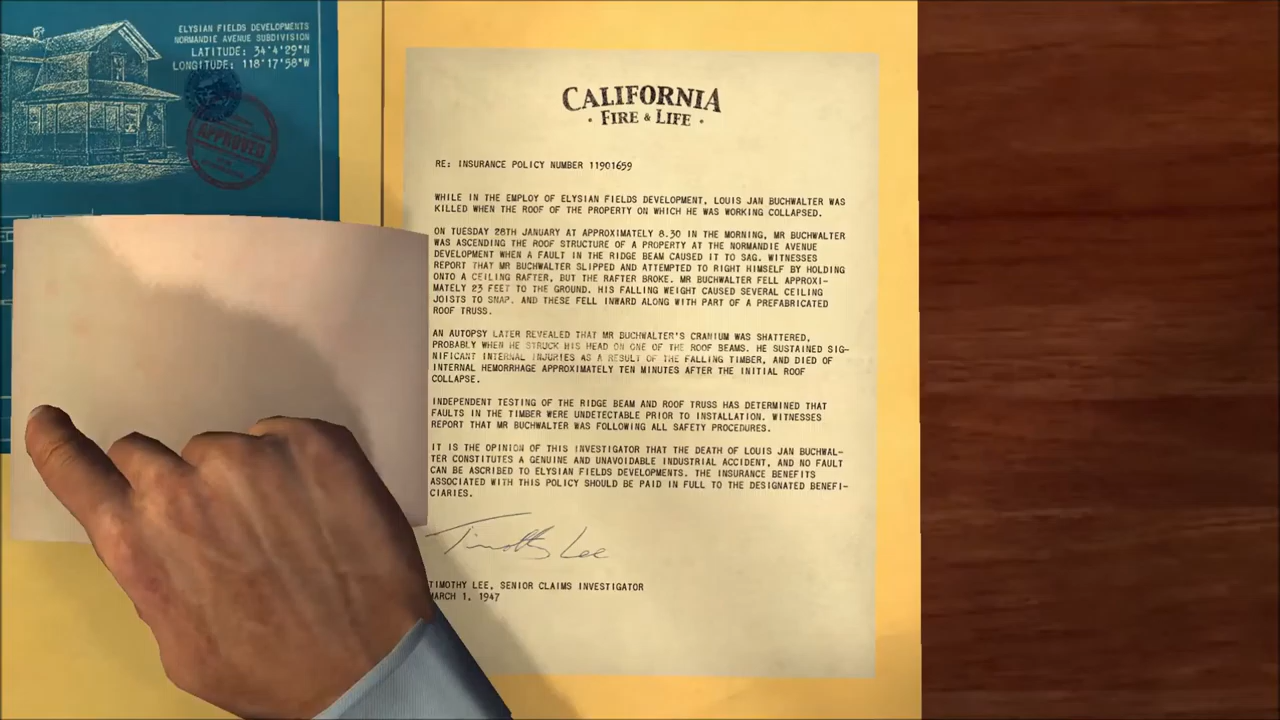 ELYSIAN FIELDS DEVELOPMENTS
NORMANDIE AVENUE SUBDIVISION
LATITUDE: 34°4'29"N
LONGITUDE: 118°17'58"W
APPROVED
CALIFORNIA
• FIRE & LIFE •
RE: INSURANCE POLICY NUMBER 11901659
WHILE IN THE EMPLOY OF ELYSIAN FIELDS DEVELOPMENT, LOUIS JAN BUCHWALTER WAS
KILLED WHEN THE ROOF OF THE PROPERTY ON WHICH HE WAS WORKING COLLAPSED.
ON TUESDAY 28TH JANUARY AT APPROXIMATELY 8.30 IN THE MORNING, MR BUCHWALTER
WAS ASCENDING THE ROOF STRUCTURE OF A PROPERTY AT THE NORMANDIE AVENUE
DEVELOPMENT WHEN A FAULT IN THE RIDGE BEAM CAUSED IT TO SAG. WITNESSES
REPORT THAT MR BUCHWALTER SLIPPED AND ATTEMPTED TO RIGHT HIMSELF BY HOLDING
ONTO A CEILING RAFTER, BUT THE RAFTER BROKE. MR BUCHWALTER FELL APPROXI-
MATELY 23 FEET TO THE GROUND. HIS FALLING WEIGHT CAUSED SEVERAL CEILING
JOISTS TO SNAP. AND THESE FELL INWARD ALONG WITH PART OF A PREFABRICATED
ROOF TRUSS.
AN AUTOPSY LATER REVEALED THAT MR BUCHWALTER'S CRANIUM WAS SHATTERED,
PROBABLY WHEN HE STRUCK HIS HEAD ON ONE OF THE ROOF BEAMS. HE SUSTAINED SIG-
NIFICANT INTERNAL INJURIES AS A RESULT OF THE FALLING TIMBER, AND DIED OF
INTERNAL HEMORRHAGE APPROXIMATELY TEN MINUTES AFTER THE INITIAL ROOF
COLLAPSE.
INDEPENDENT TESTING OF THE RIDGE BEAM AND ROOF TRUSS HAS DETERMINED THAT
FAULTS IN THE TIMBER WERE UNDETECTABLE PRIOR TO INSTALLATION. WITNESSES
REPORT THAT MR BUCHWALTER WAS FOLLOWING ALL SAFETY PROCEDURES.
IT IS THE OPINION OF THIS INVESTIGATOR THAT THE DEATH OF LOUIS JAN BUCHWAL-
TER CONSTITUTES A GENUINE AND UNAVOIDABLE INDUSTRIAL ACCIDENT, AND NO FAULT
CAN BE ASCRIBED TO ELYSIAN FIELDS DEVELOPMENTS. THE INSURANCE BENEFITS
ASSOCIATED WITH THIS POLICY SHOULD BE PAID IN FULL TO THE DESIGNATED BENEFI-
CIARIES.
Timothy Lee
TIMOTHY LEE, SENIOR CLAIMS INVESTIGATOR
MARCH 1, 1947